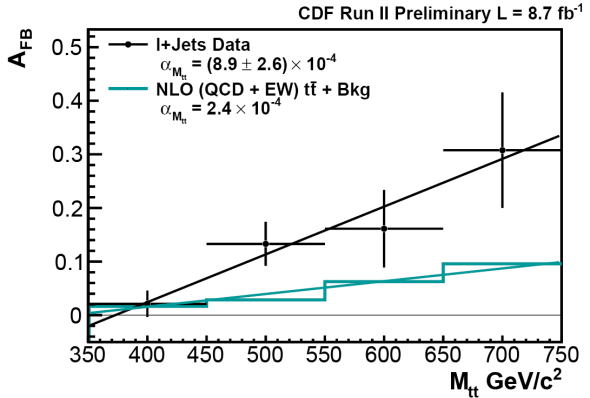 CDF Run II Preliminary L = 8.7 fb⁻¹
A_FB
l+Jets Data
α_Mtt = (8.9 ± 2.6) × 10⁻⁴
NLO (QCD + EW) tt̄ + Bkg
α_Mtt = 2.4 × 10⁻⁴
0.5
0.4
0.3
0.2
0.1
0
350 400 450 500 550 600 650 700 750
M_tt GeV/c²